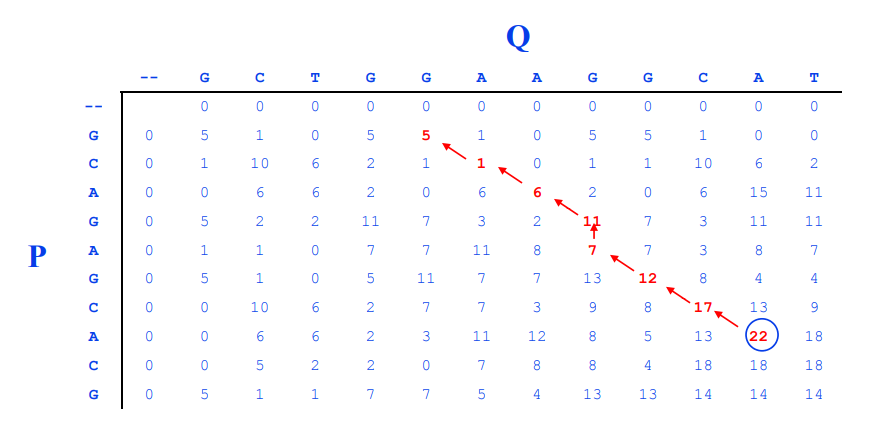 Q
-- G C T G G A A G G C A T
-- 0 0 0 0 0 0 0 0 0 0 0 0
G 0 5 1 0 5 5 1 0 5 5 1 0 0
C 0 1 10 6 2 1 1 0 1 1 10 6 2
A 0 0 6 6 2 0 6 6 2 0 6 15 11
G 0 5 2 2 11 7 3 2 11 7 3 11 11
P A 0 1 1 0 7 7 11 8 7 7 3 8 7
G 0 5 1 0 5 11 7 7 13 12 8 4 4
C 0 0 10 6 2 7 7 3 9 8 17 13 9
A 0 0 6 6 2 3 11 12 8 5 13 22 18
C 0 0 5 2 2 0 7 8 8 4 18 18 18
G 0 5 1 1 7 7 5 4 13 13 14 14 14